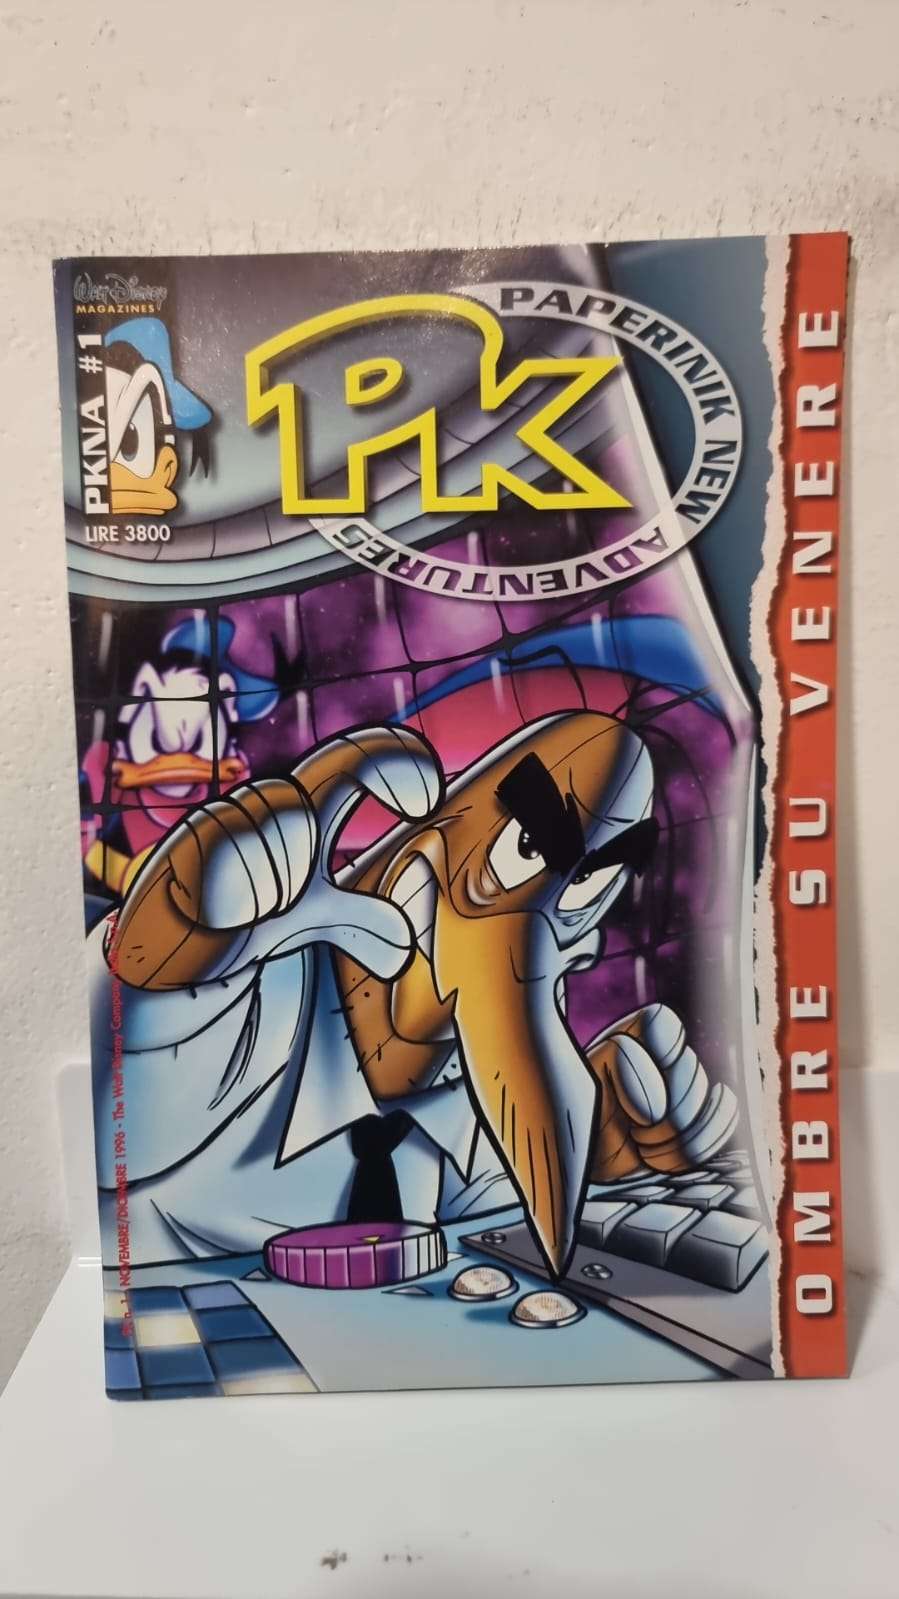 Walt Disney
MAGAZINES
PKNA #1
LIRE 3800
PK
PAPERINIK NEW ADVENTURES
OMBRE SU VENERE
NOVEMBRE/DICEMBRE 1996 - The Walt Disney Company